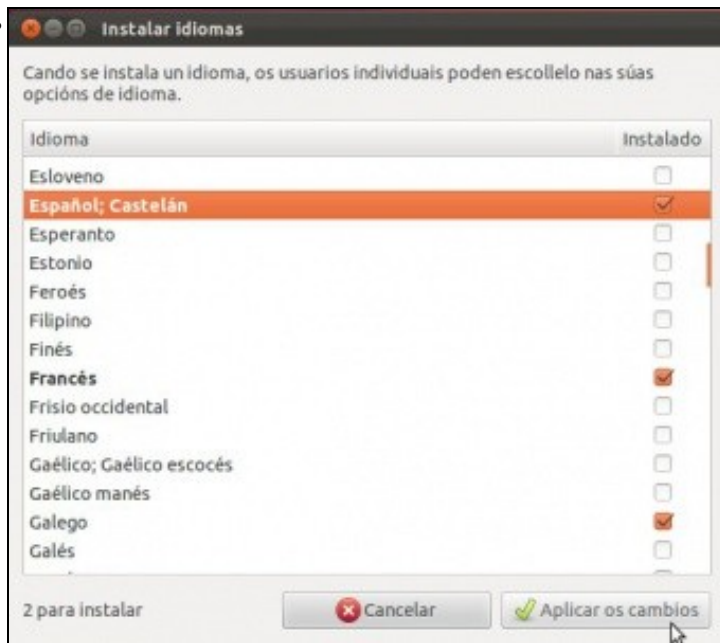 Instalar idiomas
Cando se instala un idioma, os usuarios individuais poden escollelo nas súas
opcións de idioma.
Idioma Instalado
Esloveno
Español; Castelán
Esperanto
Estonio
Feroés
Filipino
Finés
Francés
Frisio occidental
Friulano
Gaélico; Gaélico escocés
Gaélico manés
Galego
Galés
2 para instalar Cancelar Aplicar os cambios